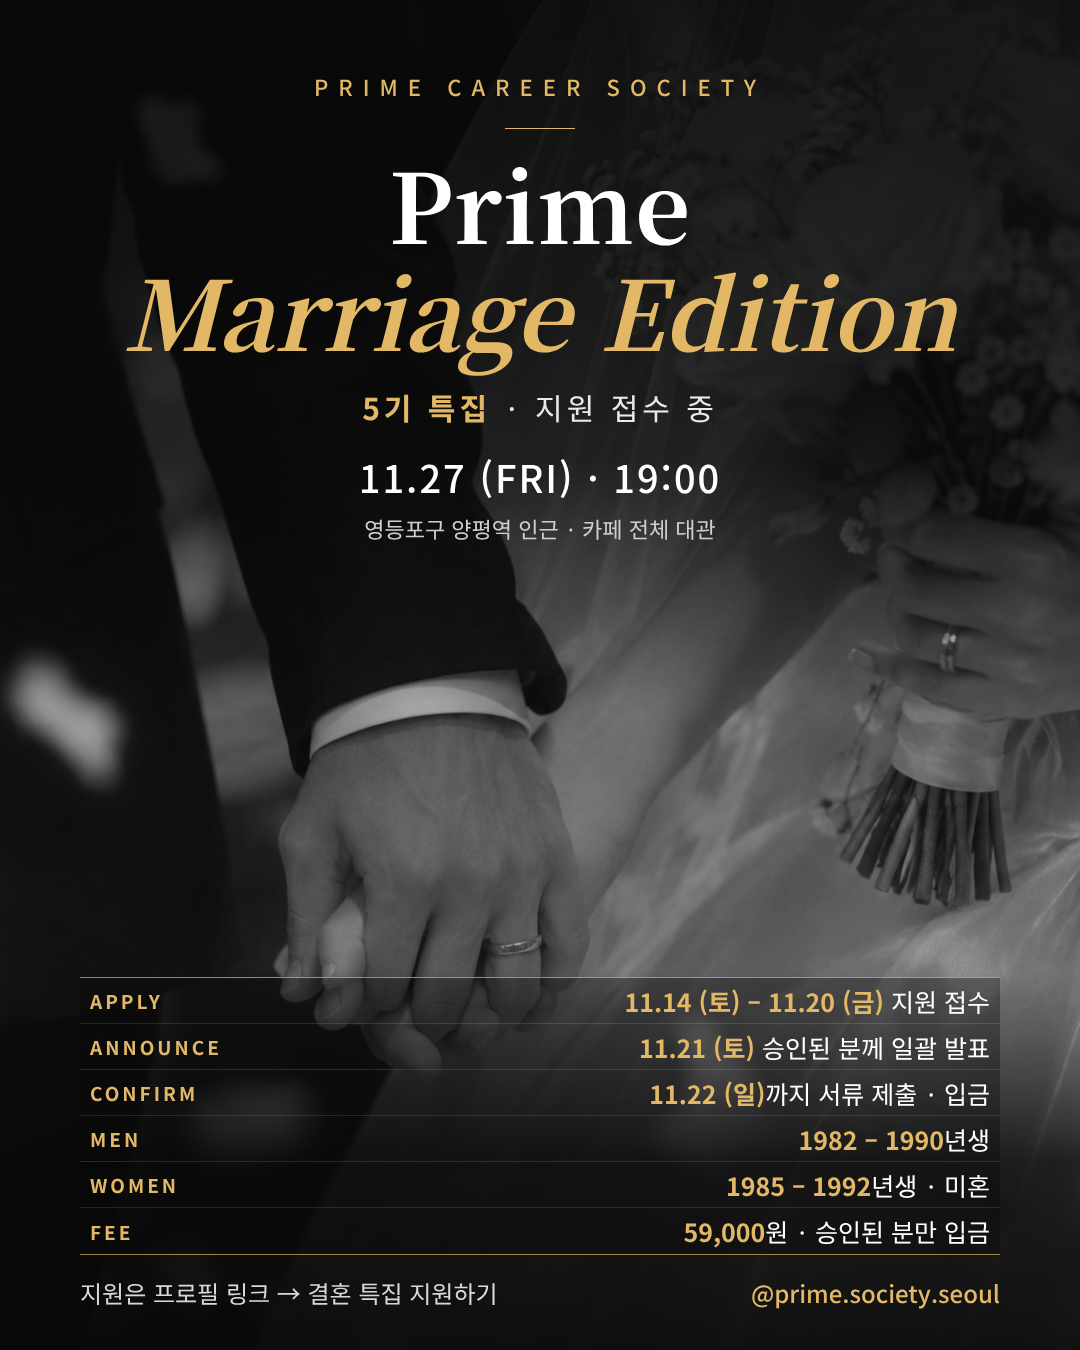 PRIME CAREER SOCIETY
Prime
Marriage Edition
5기 특집 · 지원 접수 중
11.27 (FRI) · 19:00
영등포구 양평역 인근 · 카페 전체 대관
APPLY 11.14 (토) – 11.20 (금) 지원 접수
ANNOUNCE 11.21 (토) 승인된 분께 일괄 발표
CONFIRM 11.22 (일)까지 서류 제출 · 입금
MEN 1982 – 1990년생
WOMEN 1985 – 1992년생 · 미혼
FEE 59,000원 · 승인된 분만 입금
지원은 프로필 링크 → 결혼 특집 지원하기 @prime.society.seoul